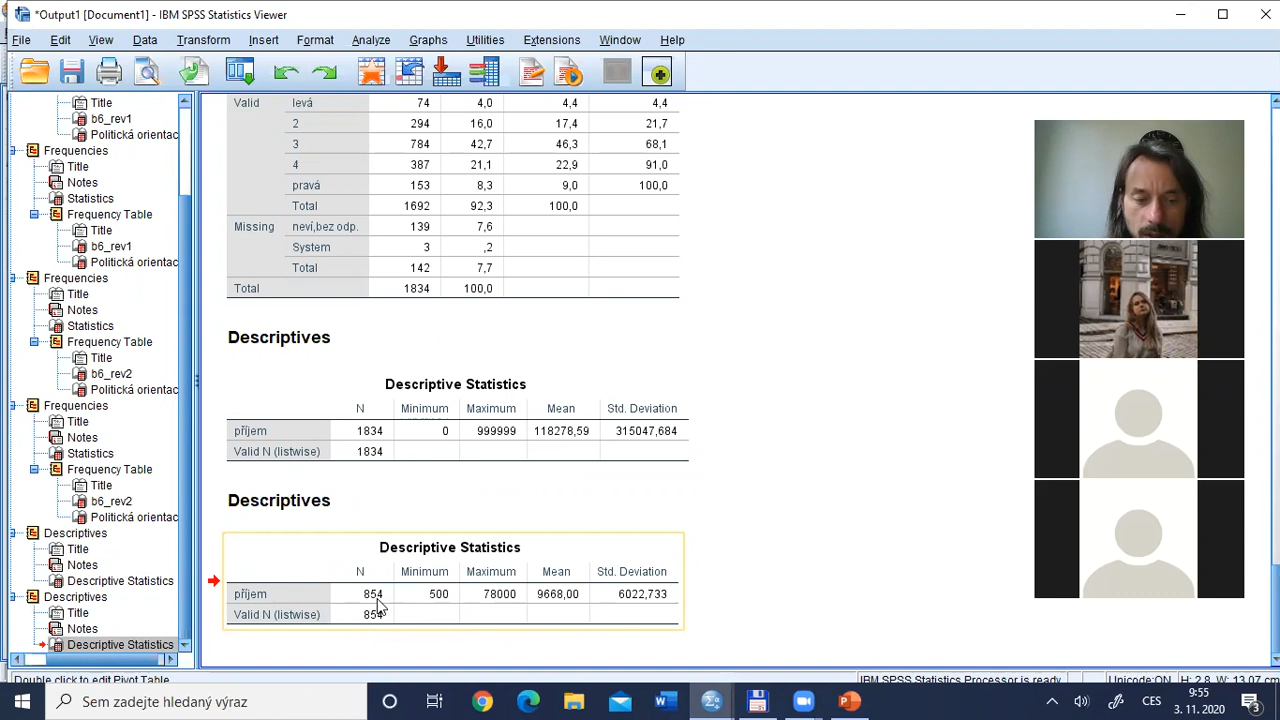 *Output1 [Document1] - IBM SPSS Statistics Viewer
File Edit View Data Transform Insert Format Analyze Graphs Utilities Extensions Window Help
Title
b6_rev1
Politická orientac
Frequencies
Title
Notes
Statistics
Frequency Table
Title
b6_rev1
Politická orientac
Frequencies
Title
Notes
Statistics
Frequency Table
Title
b6_rev2
Politická orientac
Frequencies
Title
Notes
Statistics
Frequency Table
Title
b6_rev2
Politická orientac
Descriptives
Title
Notes
Descriptive Statistics
Descriptives
Title
Notes
Descriptive Statistics
Valid levá 74 4,0 4,4 4,4
2 294 16,0 17,4 21,7
3 784 42,7 46,3 68,1
4 387 21,1 22,9 91,0
pravá 153 8,3 9,0 100,0
Total 1692 92,3 100,0
Missing neví,bez odp. 139 7,6
System 3 ,2
Total 142 7,7
Total 1834 100,0
Descriptives
Descriptive Statistics
N Minimum Maximum Mean Std. Deviation
příjem 1834 0 999999 118278,59 315047,684
Valid N (listwise) 1834
Descriptives
Descriptive Statistics
N Minimum Maximum Mean Std. Deviation
příjem 854 500 78000 9668,00 6022,733
Valid N (listwise) 854
Double click to edit Pivot Table IBM SPSS Statistics Processor is ready Unicode:ON H: 2.8, W: 13.07 cm
Sem zadejte hledaný výraz
CES
9:55
3. 11. 2020
3